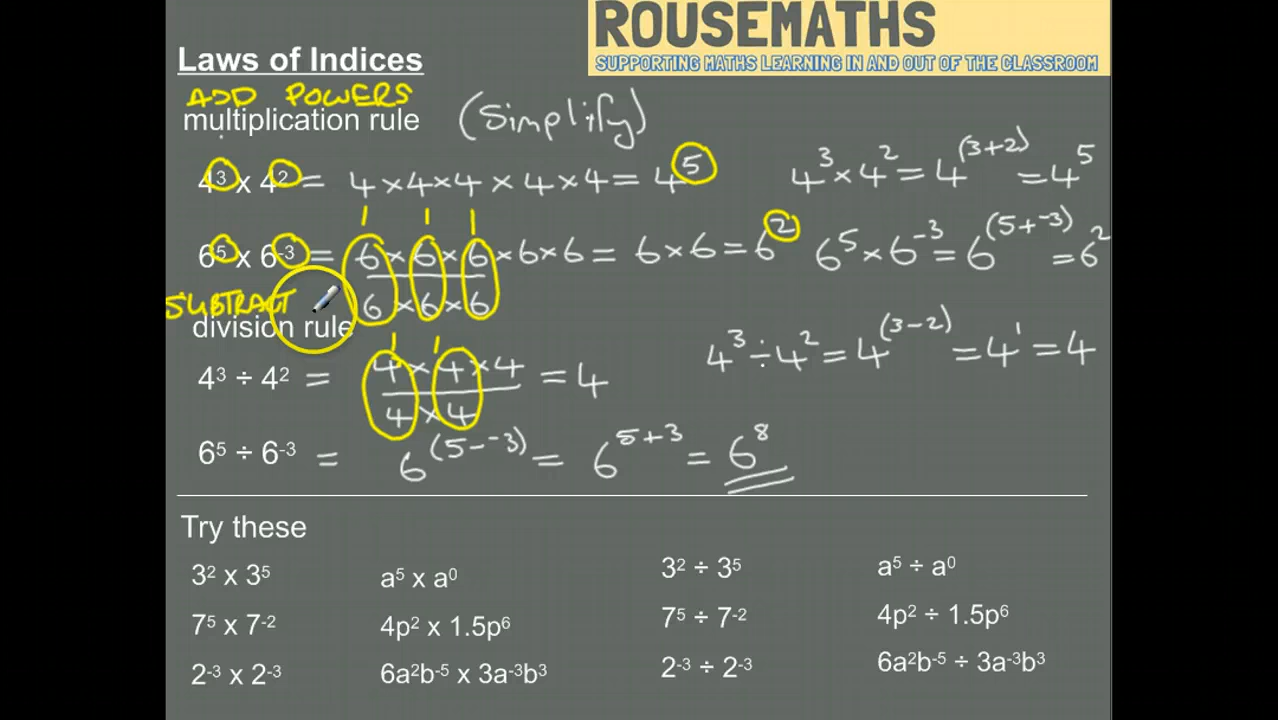 ROUSEMATHS
SUPPORTING MATHS LEARNING IN AND OUT OF THE CLASSROOM
Laws of Indices
ADD POWERS
multiplication rule (Simplify)
4³ x 4² = 4×4×4 × 4×4 = 4⁵ 4³×4² = 4⁽³⁺²⁾ = 4⁵
1 1 1
6⁵ x 6⁻³ = 6×6×6×6×6 = 6×6 = 6² 6⁵×6⁻³ = 6⁽⁵⁺⁻³⁾ = 6²
6×6×6
SUBTRACT
division rule
4³÷4² = 4⁽³⁻²⁾ = 4¹ = 4
1 1
4³ ÷ 4² = 4×4×4 = 4
4×4
6⁵ ÷ 6⁻³ = 6⁽⁵⁻⁻³⁾ = 6⁵⁺³ = 6⁸
Try these
3² x 3⁵ a⁵ x a⁰ 3² ÷ 3⁵ a⁵ ÷ a⁰
7⁵ x 7⁻² 4p² x 1.5p⁶ 7⁵ ÷ 7⁻² 4p² ÷ 1.5p⁶
2⁻³ x 2⁻³ 6a²b⁻⁵ x 3a⁻³b³ 2⁻³ ÷ 2⁻³ 6a²b⁻⁵ ÷ 3a⁻³b³